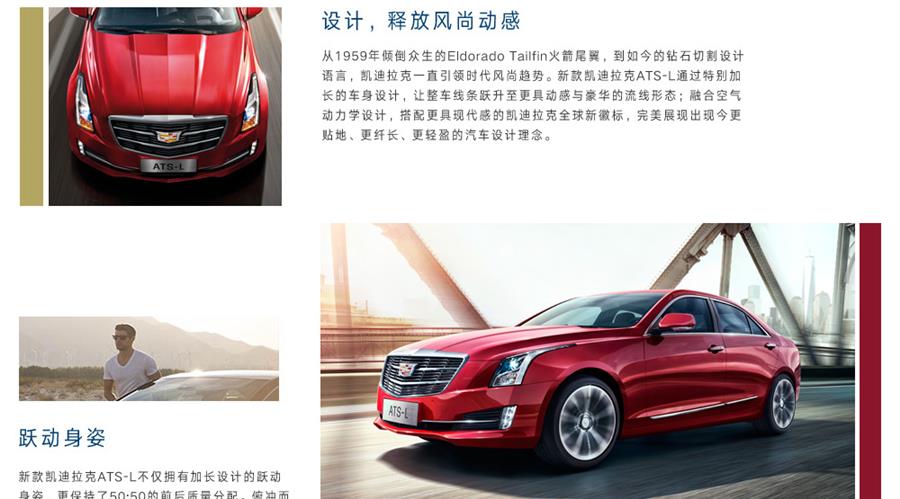 设计，释放风尚动感
从1959年倾倒众生的Eldorado Tailfin火箭尾翼，到如今的钻石切割设计
语言，凯迪拉克一直引领时代风尚趋势。新款凯迪拉克ATS-L通过特别加
长的车身设计，让整车线条跃升至更具动感与豪华的流线形态；融合空气
动力学设计，搭配更具现代感的凯迪拉克全球新徽标，完美展现出现今更
贴地、更纤长、更轻盈的汽车设计理念。
ATS-L
ATS-L
跃动身姿
新款凯迪拉克ATS-L不仅拥有加长设计的跃动
身姿，更保持了50:50的前后质量分配。俯冲而